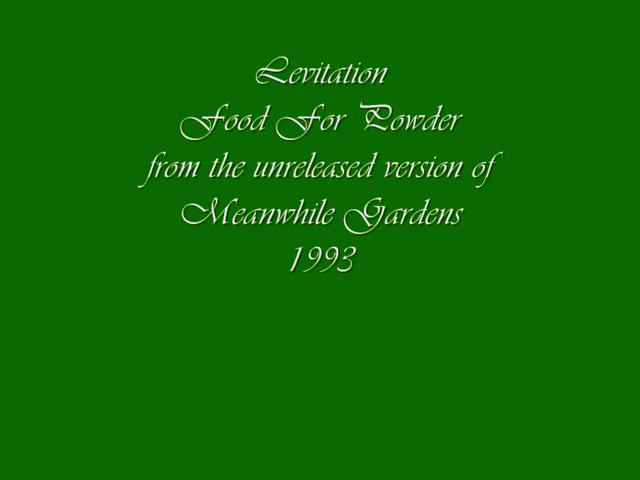 Levitation
Food For Powder
from the unreleased version of
Meanwhile Gardens
1993